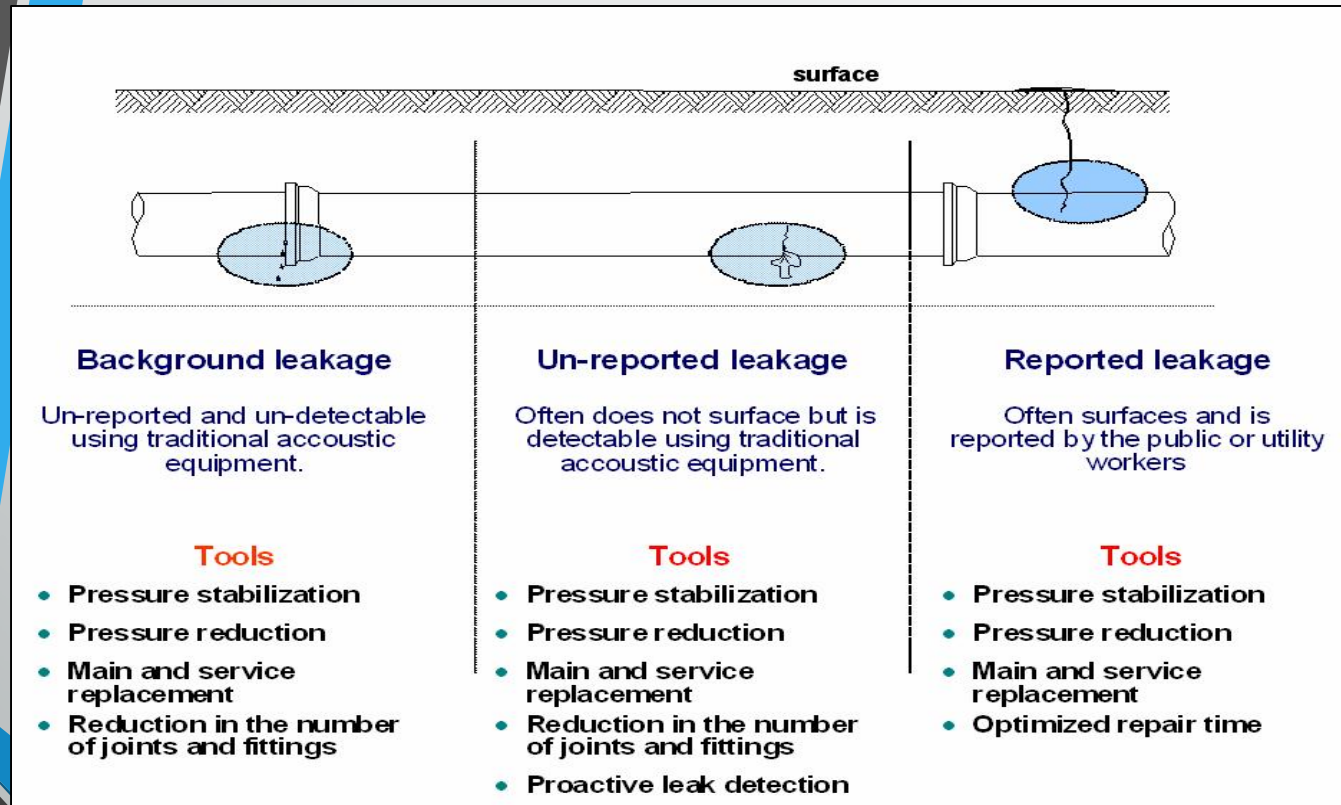 surface
Background leakage
Un-reported and un-detectable
using traditional accoustic
equipment.
Tools
• Pressure stabilization
• Pressure reduction
• Main and service
replacement
• Reduction in the number
of joints and fittings
Un-reported leakage
Often does not surface but is
detectable using traditional
accoustic equipment.
Tools
• Pressure stabilization
• Pressure reduction
• Main and service
replacement
• Reduction in the number
of joints and fittings
• Proactive leak detection
Reported leakage
Often surfaces and is
reported by the public or utility
workers
Tools
• Pressure stabilization
• Pressure reduction
• Main and service
replacement
• Optimized repair time